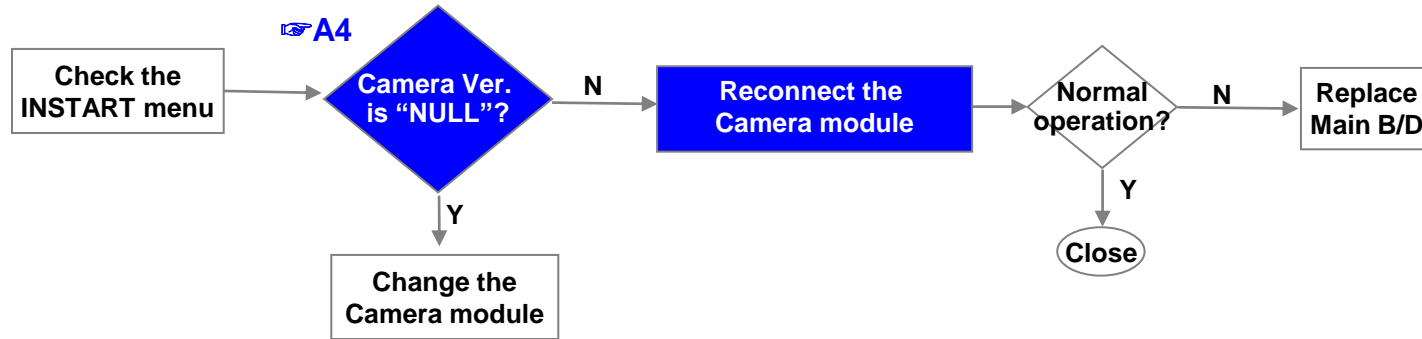 ☞A4
Check the
INSTART menu
Camera Ver.
is “NULL”?
N
Reconnect the
Camera module
Normal
operation?
N
Replace
Main B/D
Y
Y
Close
Change the
Camera module